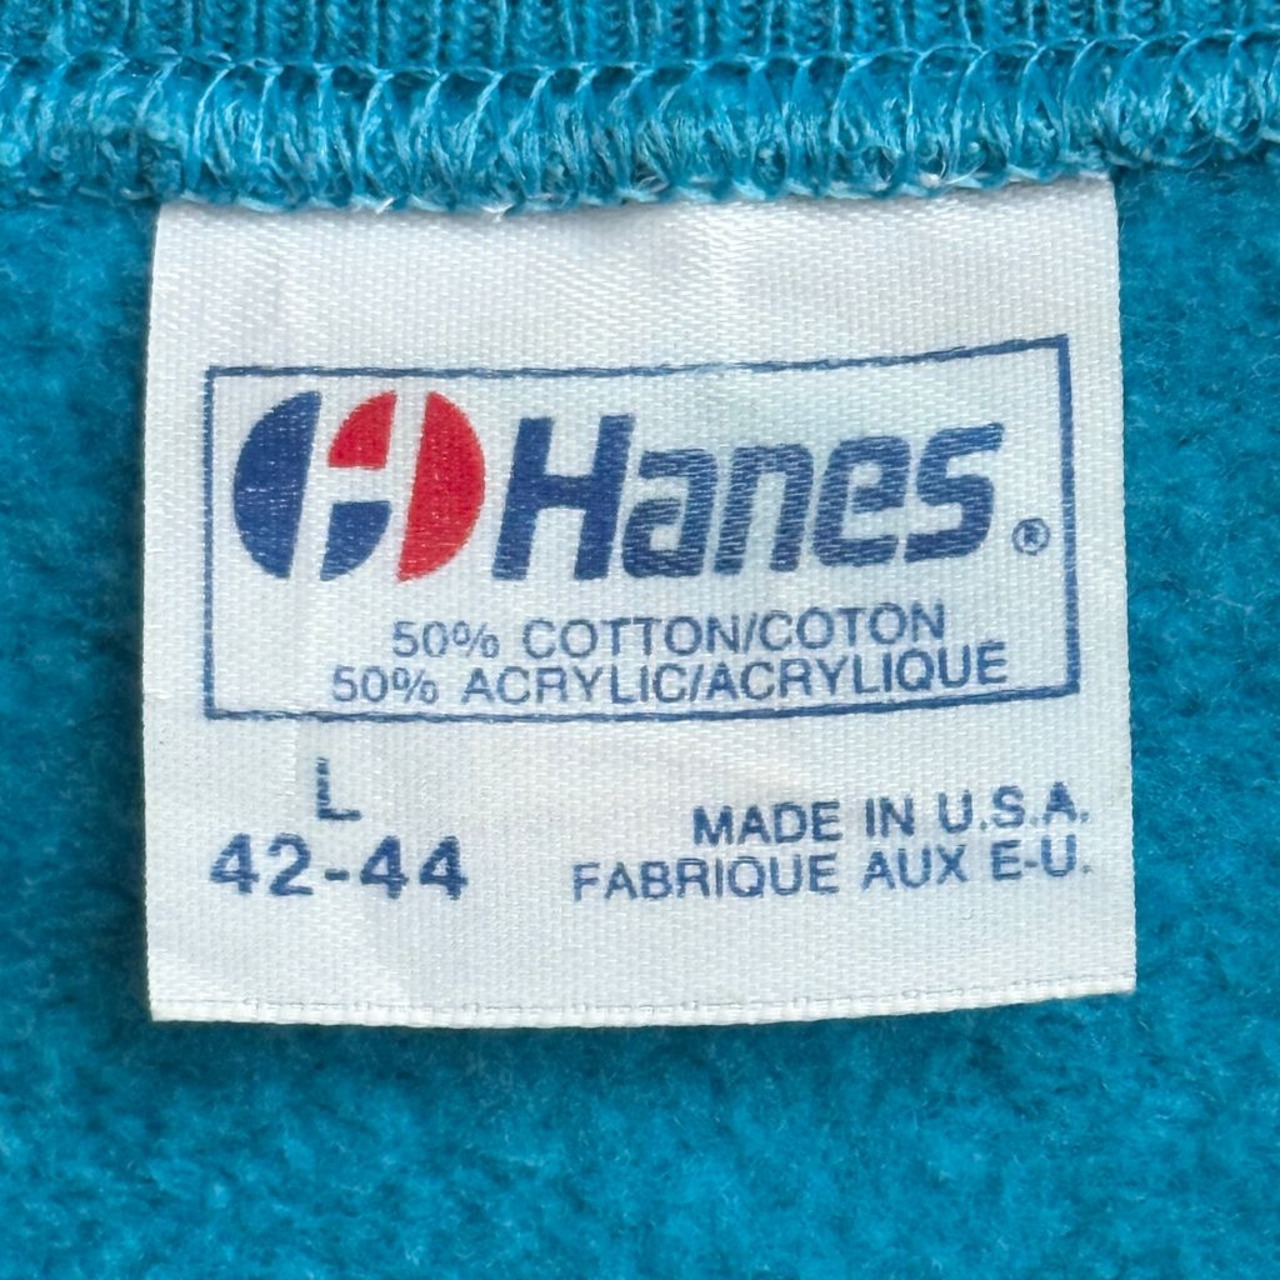 Hanes®
50% COTTON/COTON
50% ACRYLIC/ACRYLIQUE
L
42-44
MADE IN U.S.A.
FABRIQUE AUX E-U.